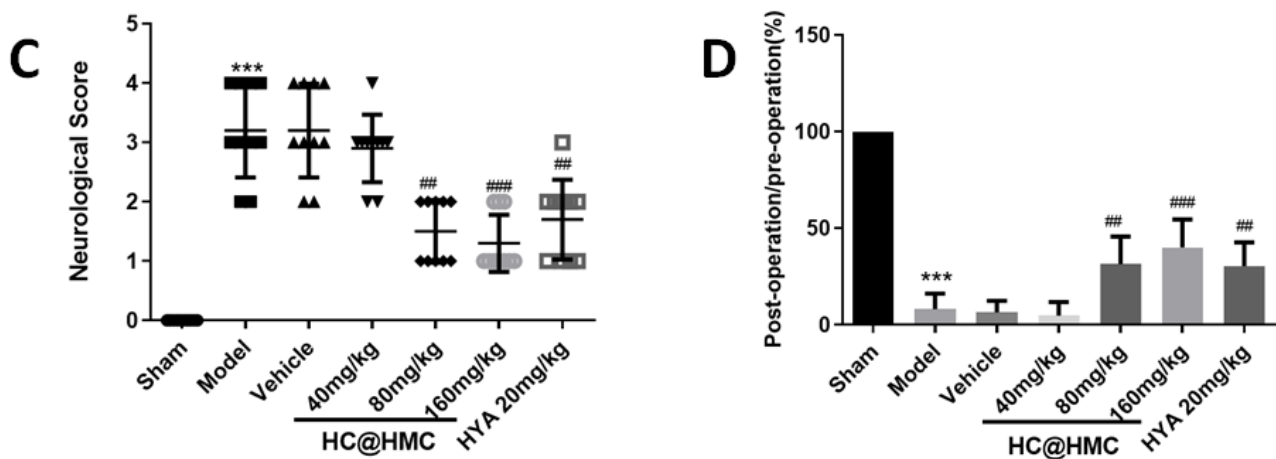 C
Neurological Score
5
4
3
2
1
0
***
##
###
##
Sham
Model
Vehicle
40mg/kg
80mg/kg
160mg/kg
HYA 20mg/kg
HC@HMC
D
Post-operation/pre-operation(%)
150
100
50
0
***
##
###
##
Sham
Model
Vehicle
40mg/kg
80mg/kg
160mg/kg
HYA 20mg/kg
HC@HMC